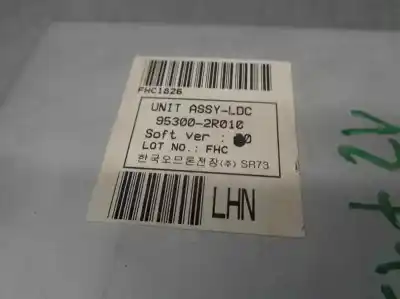 FHC1826
UNIT ASSY-LDC
95300-2R010
Soft ver : 0
LOT NO.: FHC
한국오므론전장(주) SR73
LHN